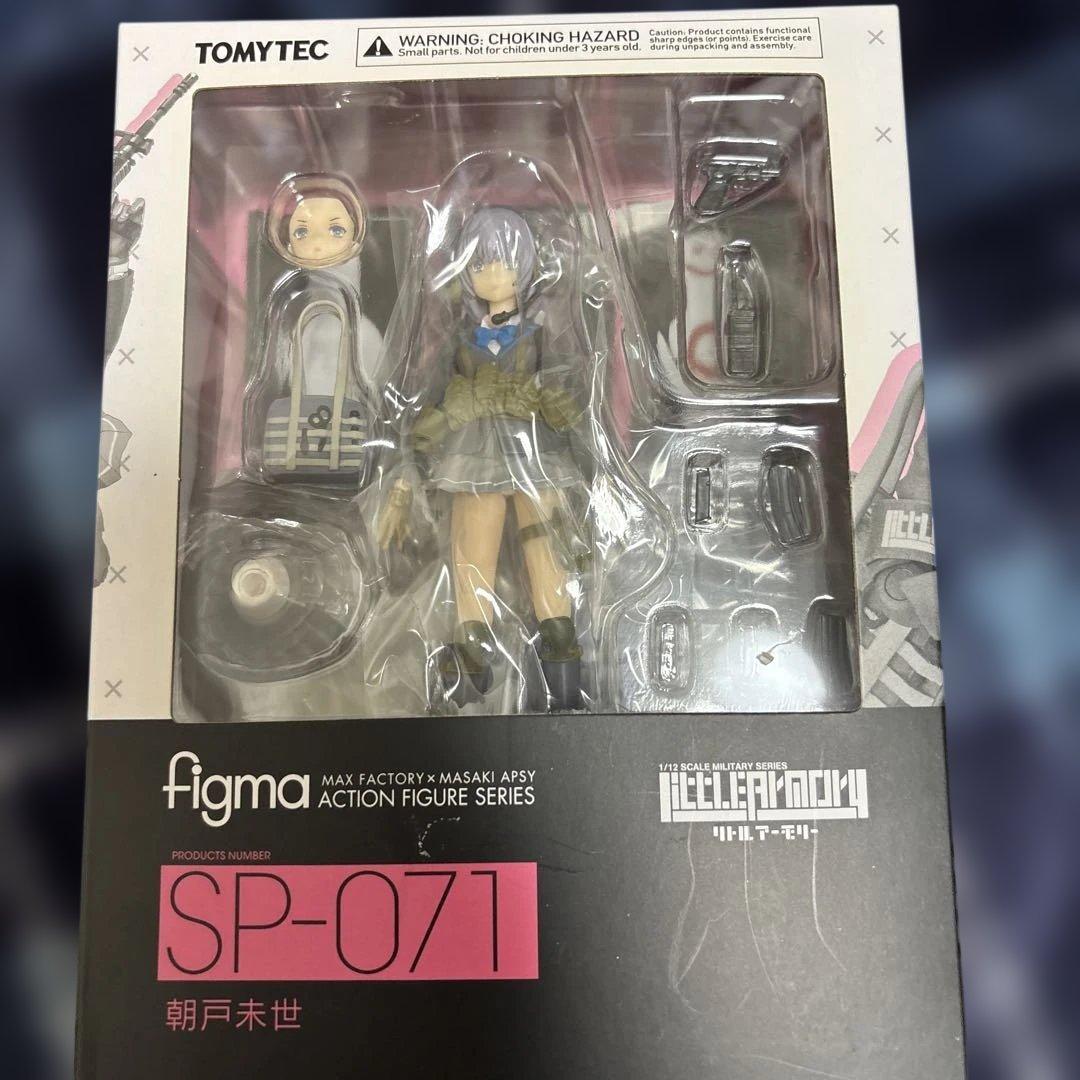 TOMYTEC
WARNING: CHOKING HAZARD
Small parts. Not for children under 3 years old.
Caution: Product contains functional
sharp edges (or points). Exercise care
during unpacking and assembly.
178
figma
MAX FACTORY × MASAKI APSY
ACTION FIGURE SERIES
1/12 SCALE MILITARY SERIES
LittLEARMORY
リトルアーモリー
PRODUCTS NUMBER
SP-071
朝戸未世